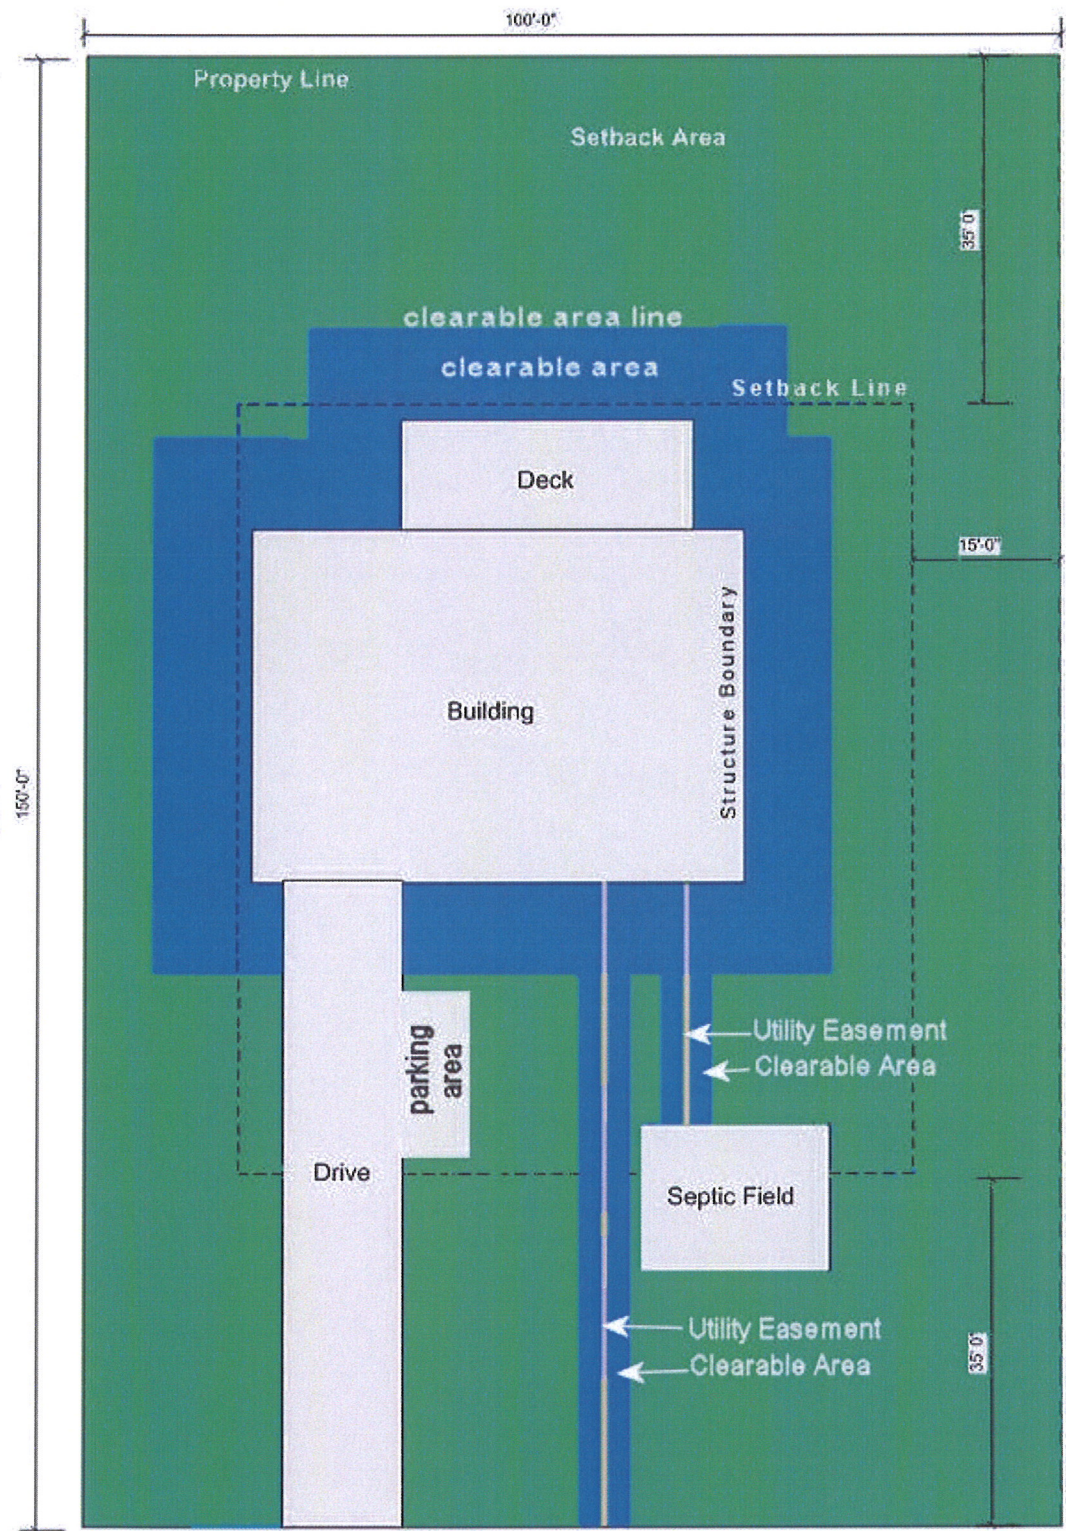 100'-0"
Property Line
Setback Area
35'0"
clearable area line
clearable area
Setback Line
Deck
15'-0"
Structure Boundary
Building
150'-0"
parking
area
Utility Easement
Clearable Area
Drive
Septic Field
Utility Easement
Clearable Area
35'0"